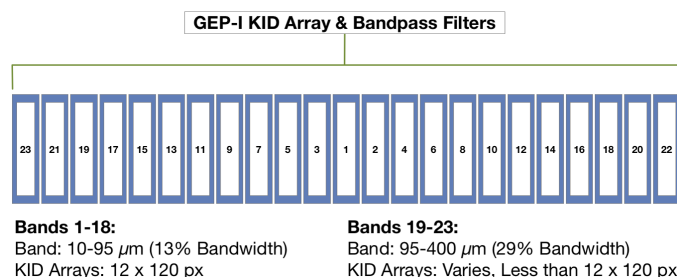 GEP-I KID Array & Bandpass Filters
23 21 19 17 15 13 11 9 7 5 3 1 2 4 6 8 10 12 14 16 18 20 22
Bands 1-18:
Band: 10-95 µm (13% Bandwidth)
KID Arrays: 12 x 120 px
Bands 19-23:
Band: 95-400 µm (29% Bandwidth)
KID Arrays: Varies, Less than 12 x 120 px